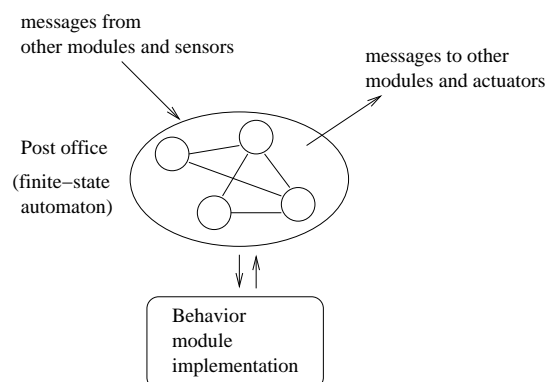 messages from
other modules and sensors
messages to other
modules and actuators
Post office
(finite−state
automaton)
Behavior
module
implementation